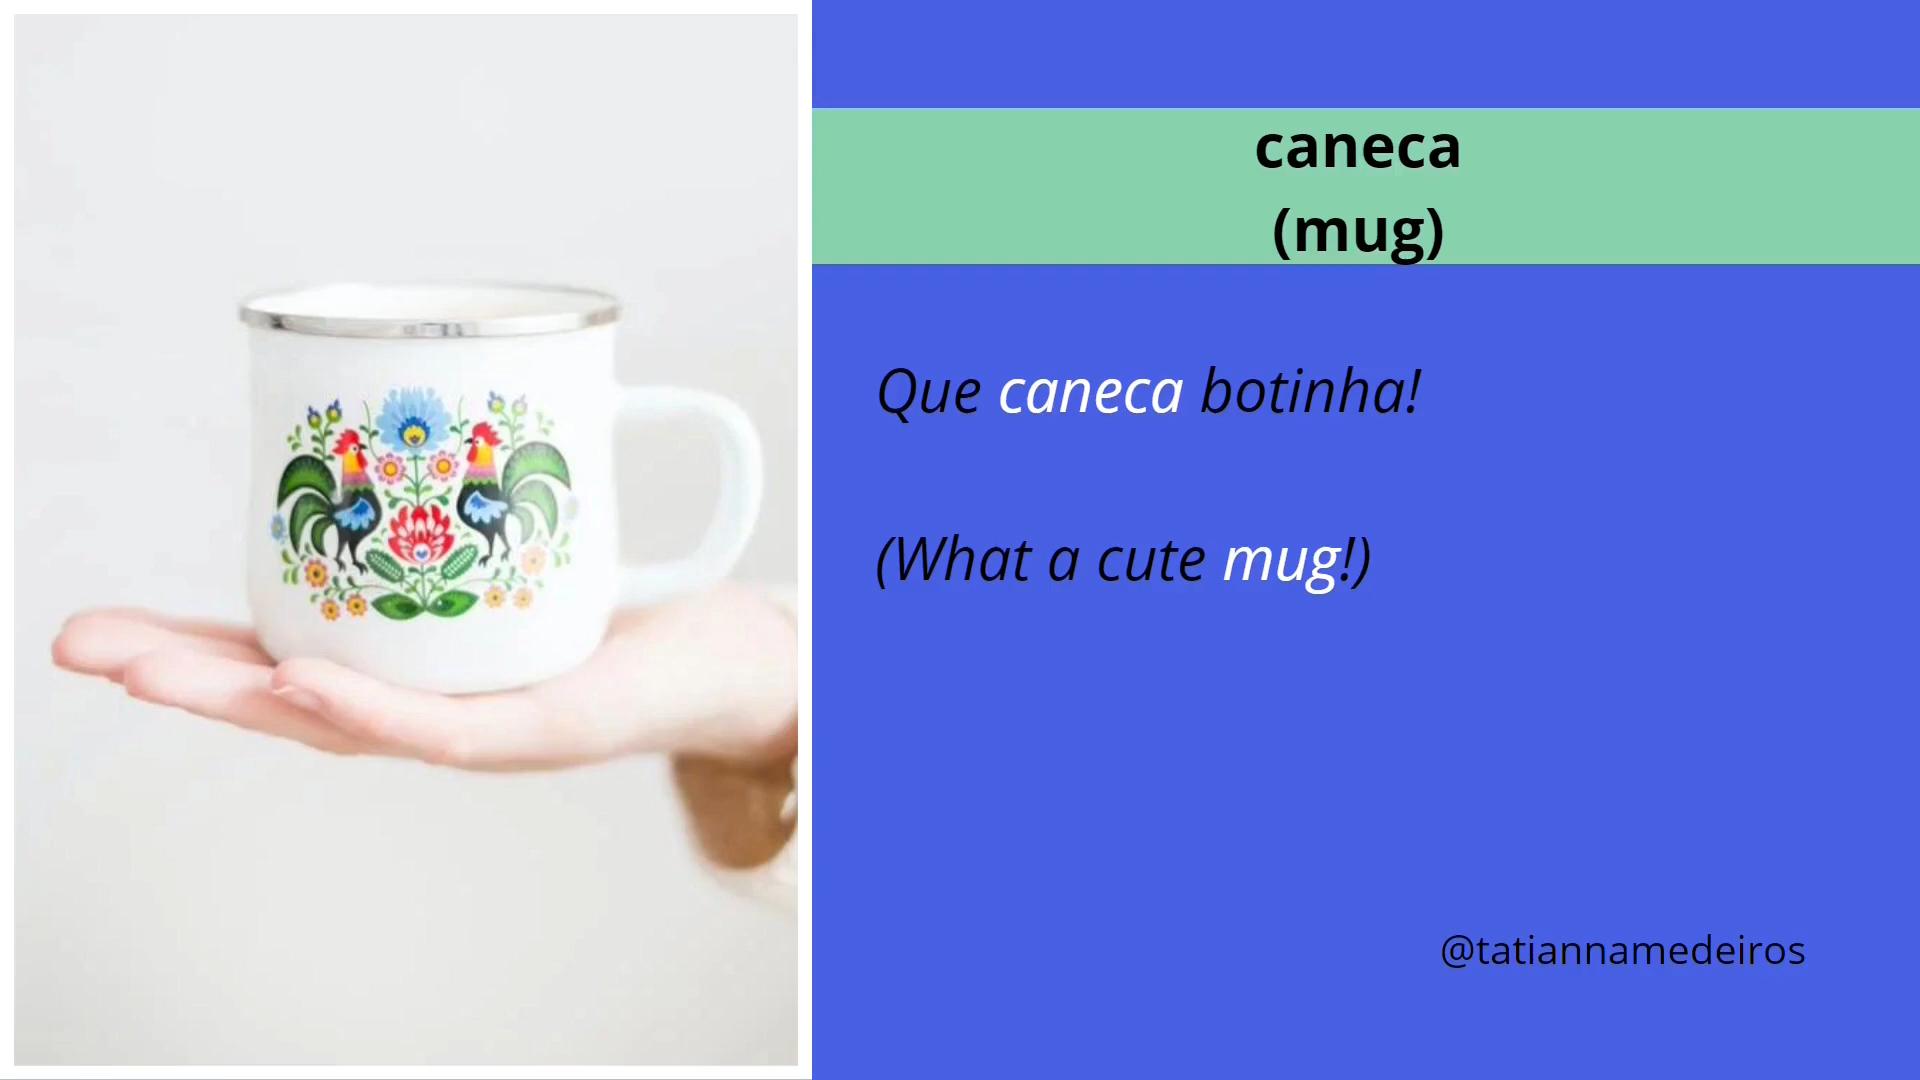 caneca
(mug)
Que caneca botinha!
(What a cute mug!)
@tatiannamedeiros